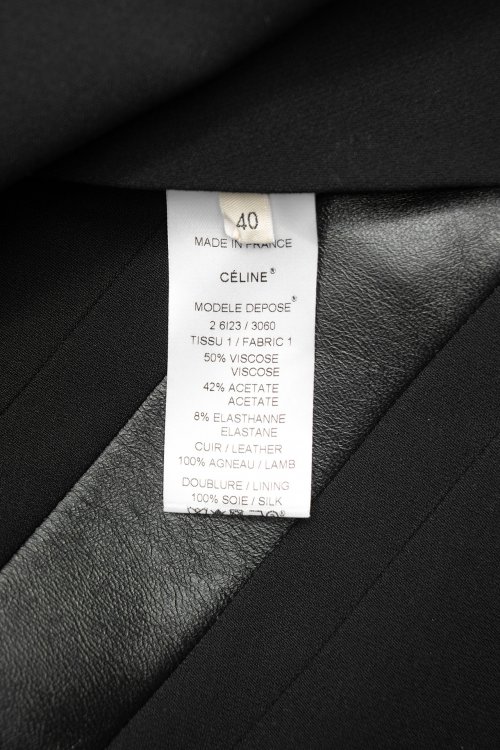 40
MADE IN FRANCE
CÉLINE®
MODELE DEPOSE®
2 6I23 / 3060
TISSU 1 / FABRIC 1
50% VISCOSE
VISCOSE
42% ACETATE
ACETATE
8% ELASTHANNE
ELASTANE
CUIR / LEATHER
100% AGNEAU / LAMB
DOUBLURE / LINING
100% SOIE / SILK